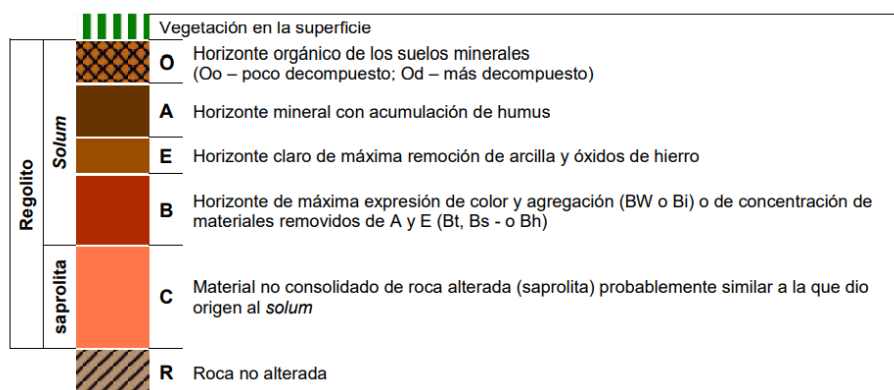 Vegetación en la superficie
Regolito
Solum
saprolita
O
Horizonte orgánico de los suelos minerales
(Oo – poco decompuesto; Od – más decompuesto)
A
Horizonte mineral con acumulación de humus
E
Horizonte claro de máxima remoción de arcilla y óxidos de hierro
B
Horizonte de máxima expresión de color y agregación (BW o Bi) o de concentración de
materiales removidos de A y E (Bt, Bs - o Bh)
C
Material no consolidado de roca alterada (saprolita) probablemente similar a la que dio
origen al solum
R
Roca no alterada